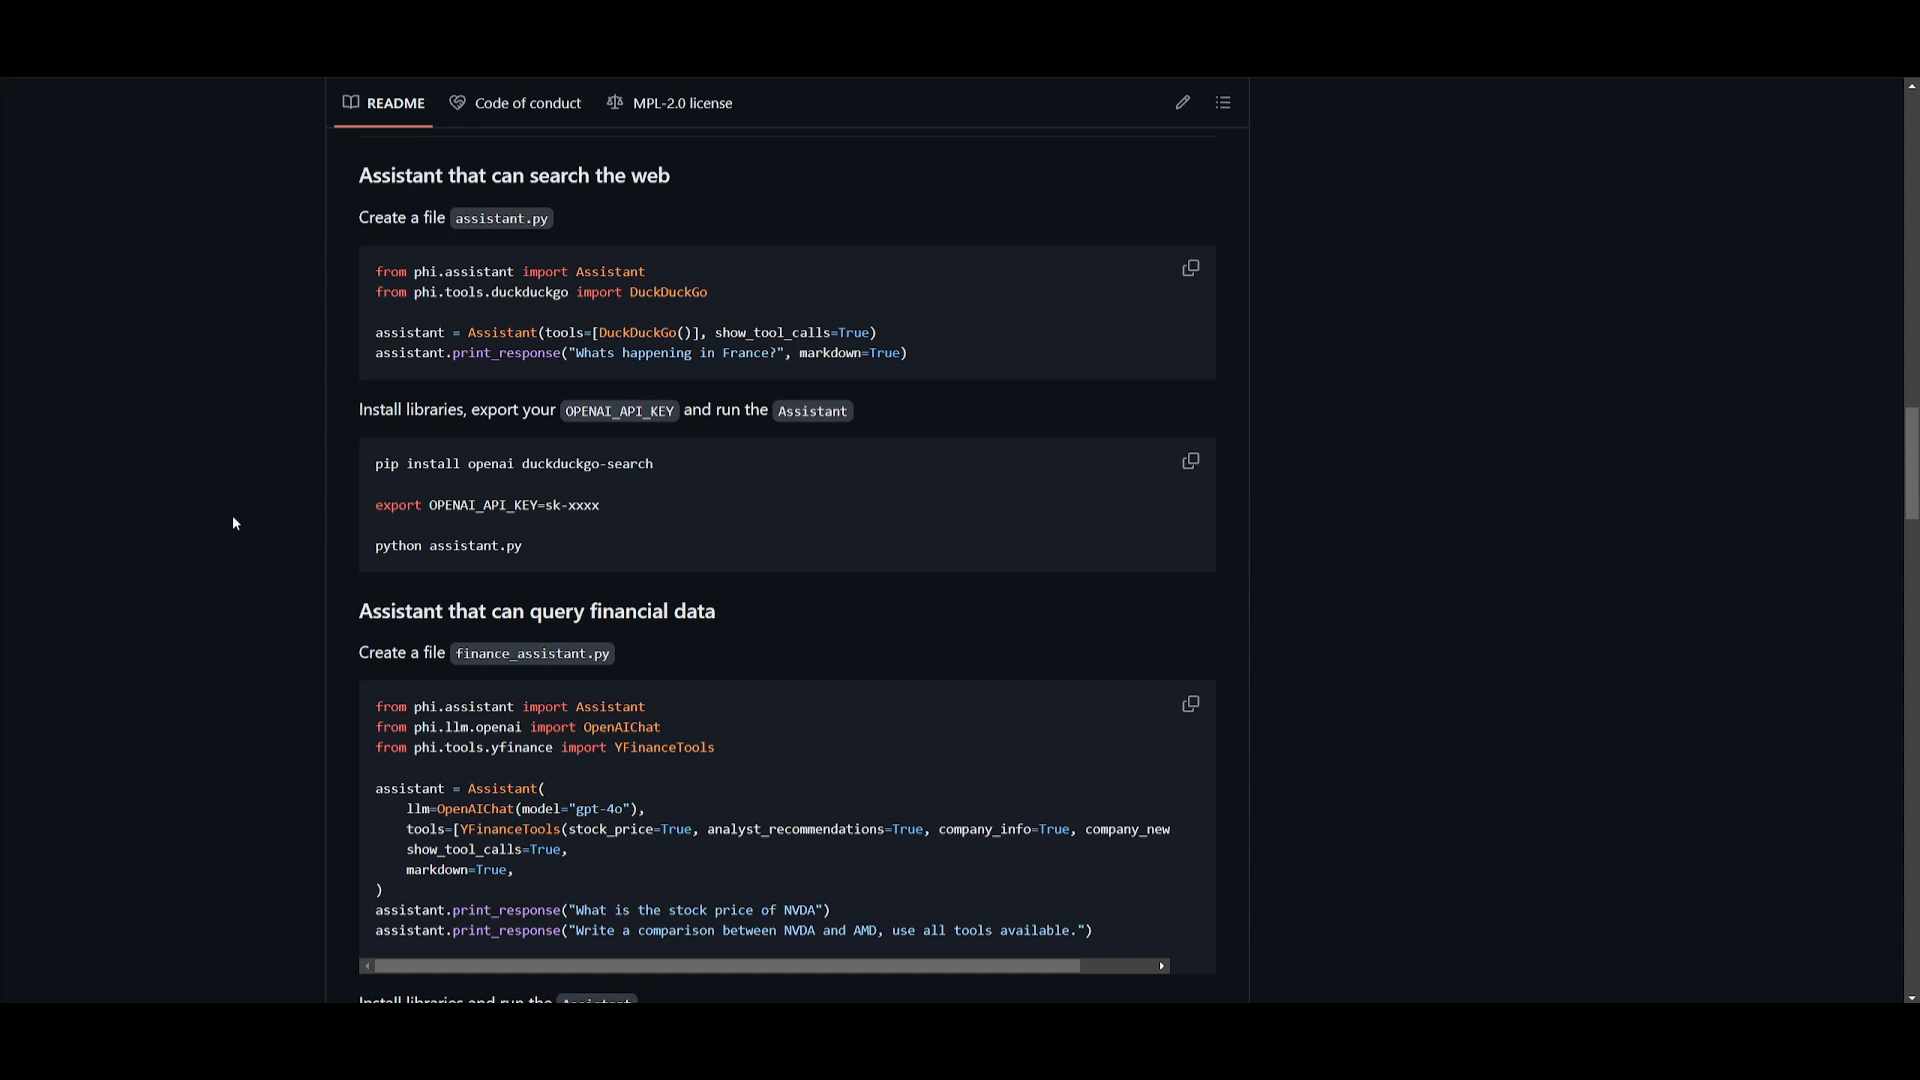 README Code of conduct MPL-2.0 license
Assistant that can search the web
Create a file assistant.py
from phi.assistant import Assistant
from phi.tools.duckduckgo import DuckDuckGo
assistant = Assistant(tools=[DuckDuckGo()], show_tool_calls=True)
assistant.print_response("Whats happening in France?", markdown=True)
Install libraries, export your OPENAI_API_KEY and run the Assistant
pip install openai duckduckgo-search
export OPENAI_API_KEY=sk-xxxx
python assistant.py
Assistant that can query financial data
Create a file finance_assistant.py
from phi.assistant import Assistant
from phi.llm.openai import OpenAIChat
from phi.tools.yfinance import YFinanceTools
assistant = Assistant(
    llm=OpenAIChat(model="gpt-4o"),
    tools=[YFinanceTools(stock_price=True, analyst_recommendations=True, company_info=True, company_new
    show_tool_calls=True,
    markdown=True,
)
assistant.print_response("What is the stock price of NVDA")
assistant.print_response("Write a comparison between NVDA and AMD, use all tools available.")
Install libraries and run the Assistant